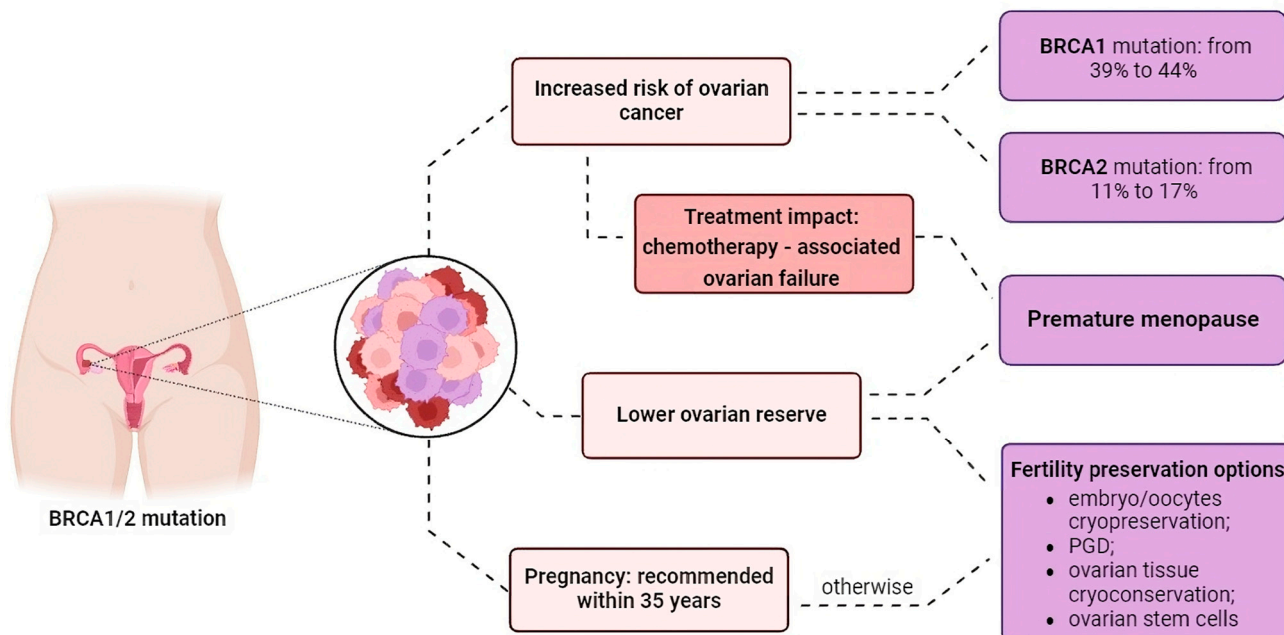 BRCA1 mutation: from
39% to 44%
Increased risk of ovarian
cancer
BRCA2 mutation: from
11% to 17%
Treatment impact:
chemotherapy - associated
ovarian failure
Premature menopause
Lower ovarian reserve
Fertility preservation options
• embryo/oocytes
cryopreservation;
• PGD;
• ovarian tissue
cryoconservation;
• ovarian stem cells
BRCA1/2 mutation
Pregnancy: recommended
within 35 years
otherwise